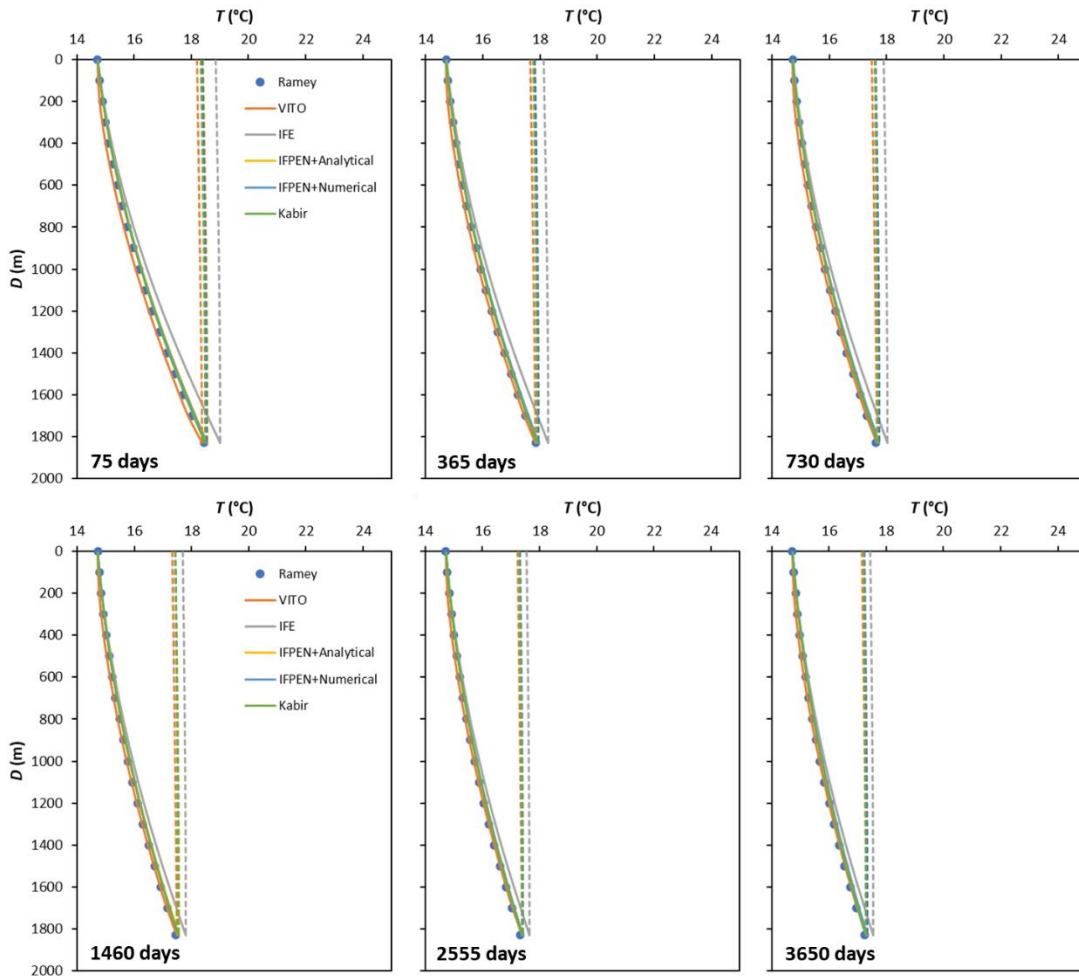 T (°C)
14 16 18 20 22 24
0
200
400
600
800
1000
1200
1400
1600
1800
2000
D (m)
Ramey
VITO
IFE
IFPEN+Analytical
IFPEN+Numerical
Kabir
75 days
T (°C)
14 16 18 20 22 24
365 days
T (°C)
14 16 18 20 22 24
730 days
T (°C)
14 16 18 20 22 24
0
200
400
600
800
1000
1200
1400
1600
1800
2000
D (m)
Ramey
VITO
IFE
IFPEN+Analytical
IFPEN+Numerical
Kabir
1460 days
T (°C)
14 16 18 20 22 24
2555 days
T (°C)
14 16 18 20 22 24
3650 days